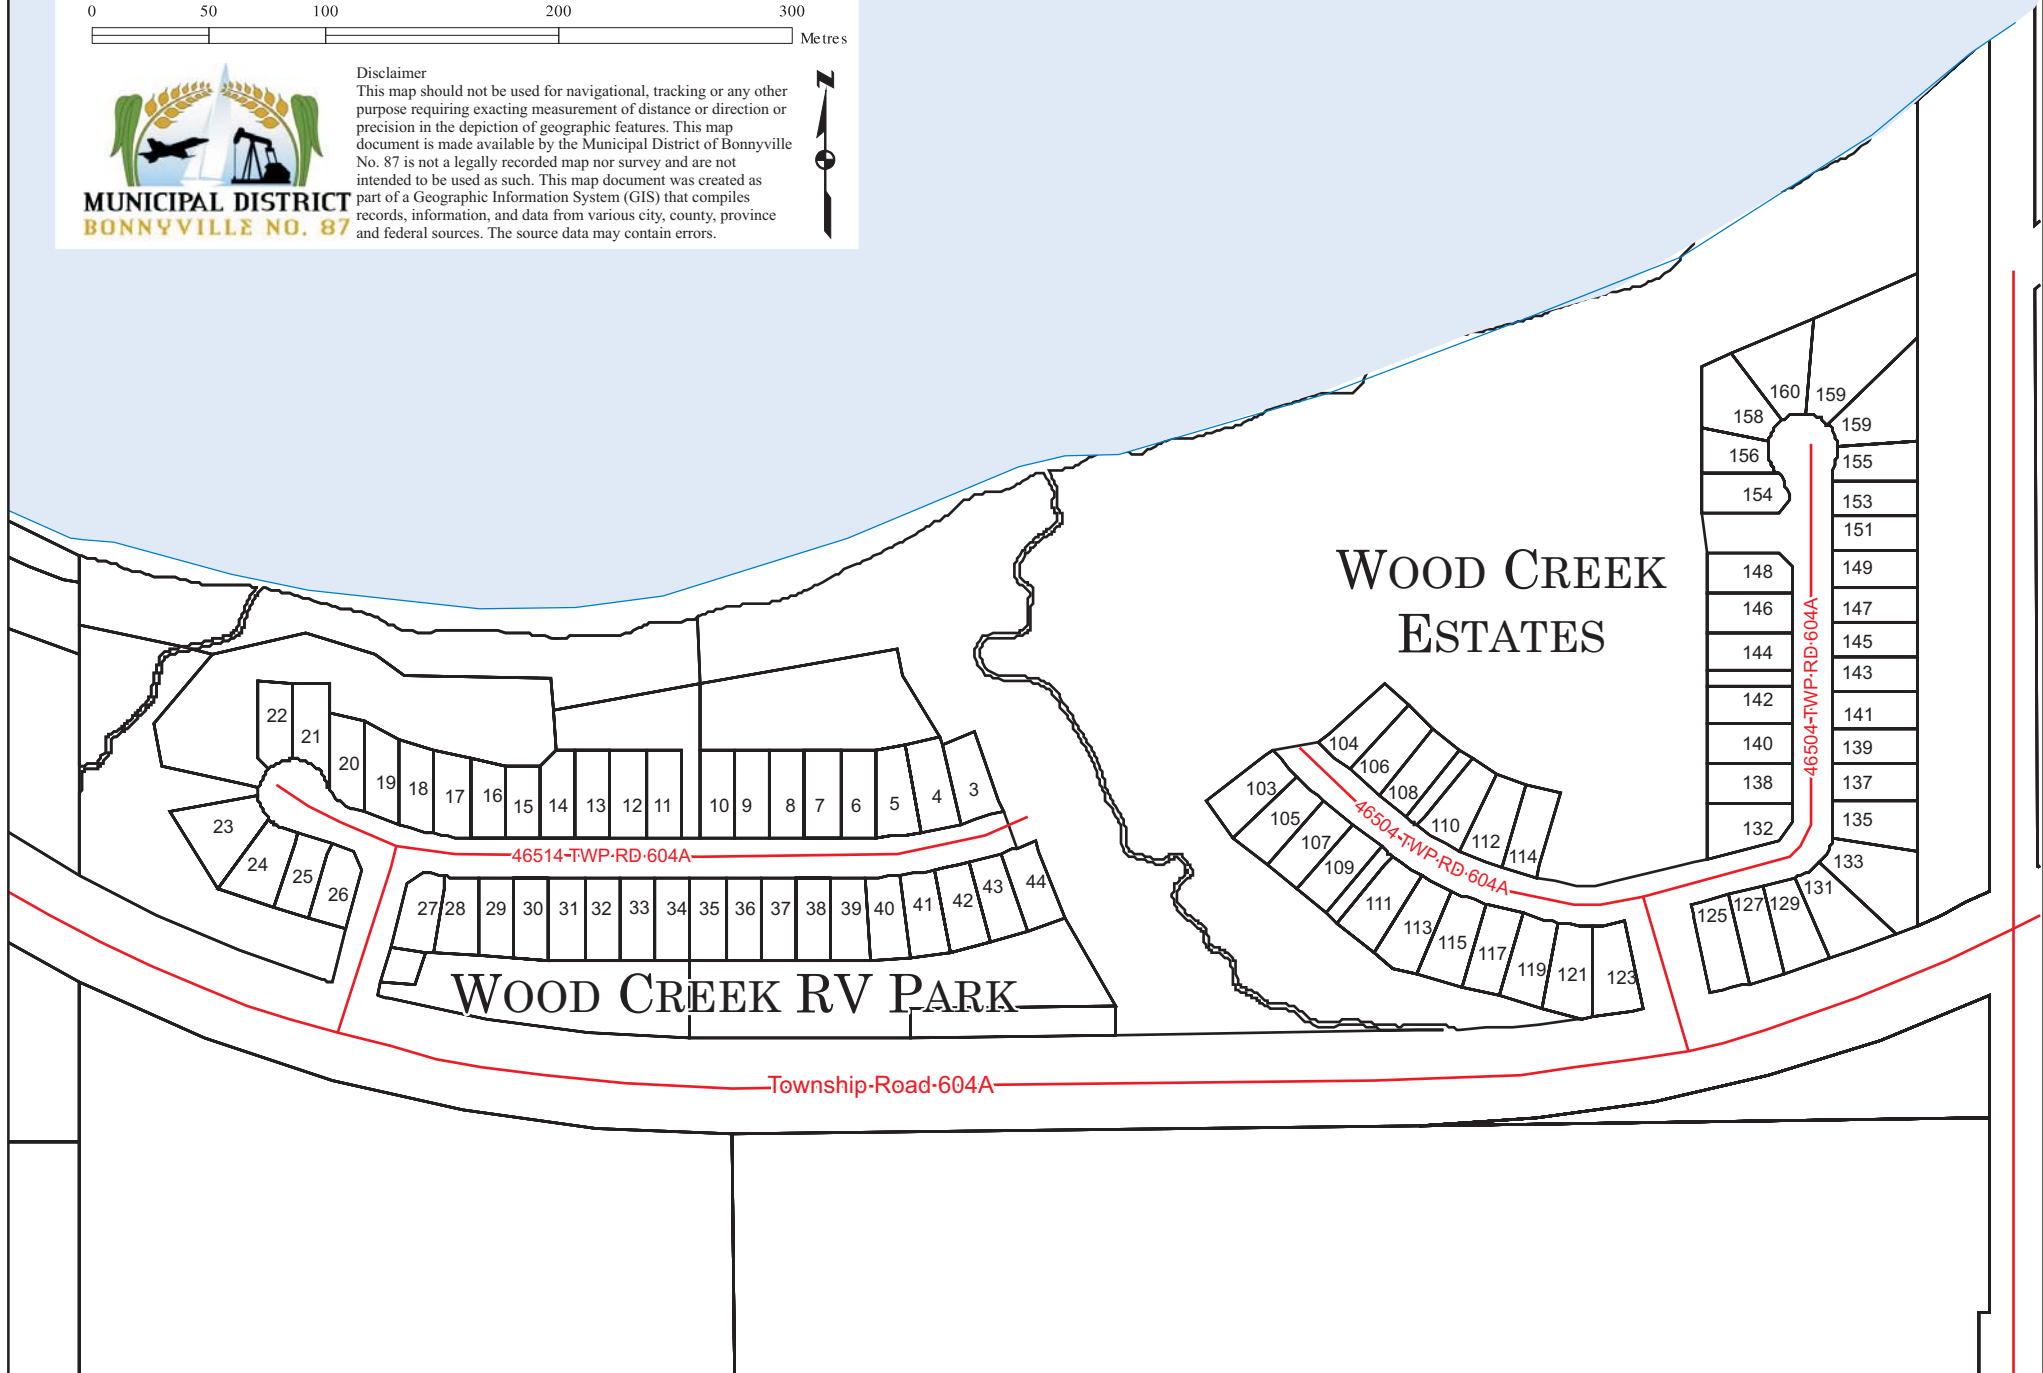 0 50 100 200 300
Metres
Disclaimer
This map should not be used for navigational, tracking or any other
purpose requiring exacting measurement of distance or direction or
precision in the depiction of geographic features. This map
document is made available by the Municipal District of Bonnyville
No. 87 is not a legally recorded map nor survey and are not
intended to be used as such. This map document was created as
part of a Geographic Information System (GIS) that compiles
records, information, and data from various city, county, province
and federal sources. The source data may contain errors.
N
MUNICIPAL DISTRICT
BONNYVILLE NO. 87
WOOD CREEK
ESTATES
160 159
158 159
156 155
154 153
151
148 149
146 147
144 145
143
142 141
140 139
138 137
132 135
133
131
129
127
125
46504-TWP-RD-604A
104
106
108
110
112
114
46504-TWP-RD-604A
103
105
107
109
111
113
115
117
119
121
123
22 21 20 19 18 17 16 15 14 13 12 11 10 9 8 7 6 5 4 3
46514-TWP-RD-604A
23
24
25
26
27 28 29 30 31 32 33 34 35 36 37 38 39 40 41 42 43 44
WOOD CREEK RV PARK
Township-Road-604A